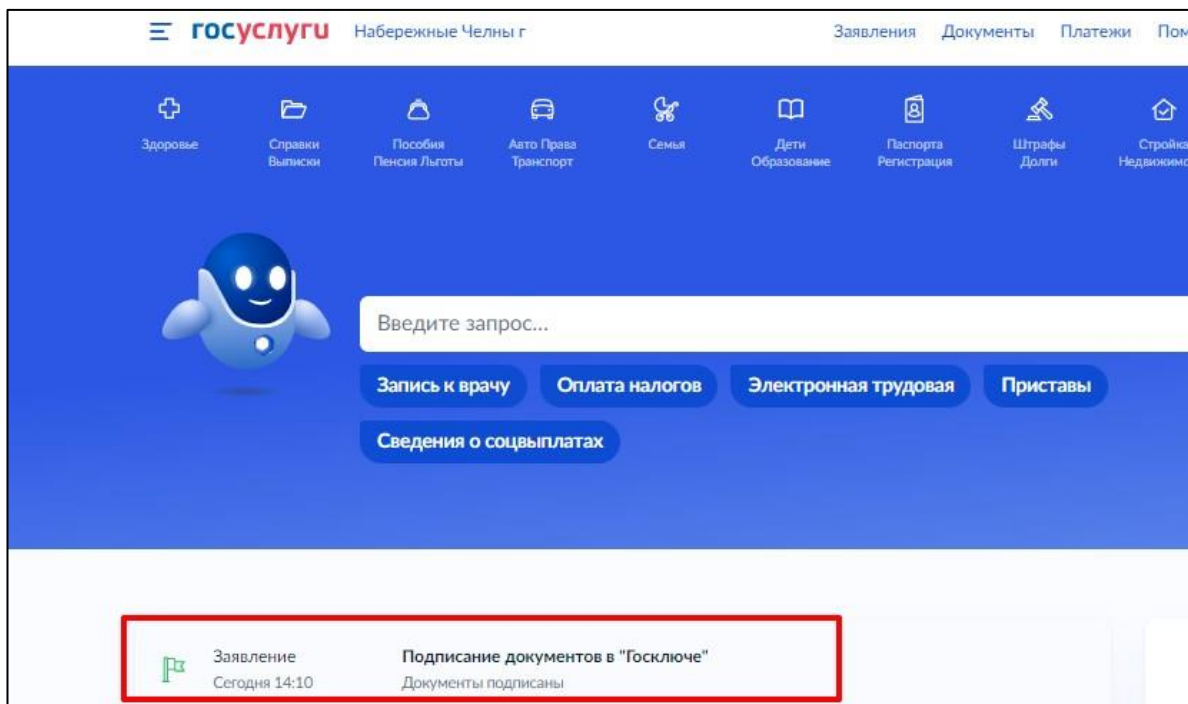 госуслуги Набережные Челны г Заявления Документы Платежи
Здоровье Справки Пособия Авто Права Семья Дети Паспорта Штрафы Стройка
Выписки Пенсия Льготы Транспорт Образование Регистрация Долги
Введите запрос...
Запись к врачу Оплата налогов Электронная трудовая Приставы
Сведения о соцвыплатах
Заявление Подписание документов в "Госключе"
Сегодня 14:10 Документы подписаны